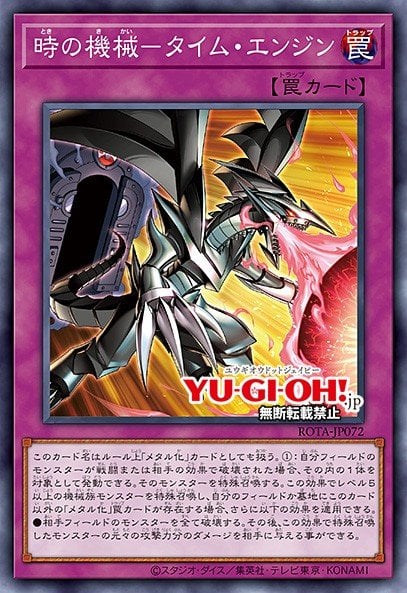 とき きかい
時の機械－タイム・エンジン
トラップ
罠
トラップ
【罠カード】
ユウギオウドットジェイピー
YU-GI-OH!.jp
無断転載禁止
ROTA-JP072
このカード名はルール上「メタル化」カードとしても扱う。①：自分フィールドの
モンスターが戦闘または相手の効果で破壊された場合、その内の１体を
対象として発動できる。そのモンスターを特殊召喚する。この効果でレベル５
以上の機械族モンスターを特殊召喚し、自分のフィールドか墓地にこのカード
以外の「メタル化」罠カードが存在する場合、さらに以下の効果を適用できる。
●相手フィールドのモンスターを全て破壊する。その後、この効果で特殊召喚
したモンスターの元々の攻撃力分のダメージを相手に与える事ができる。
©スタジオ・ダイス／集英社・テレビ東京・KONAMI